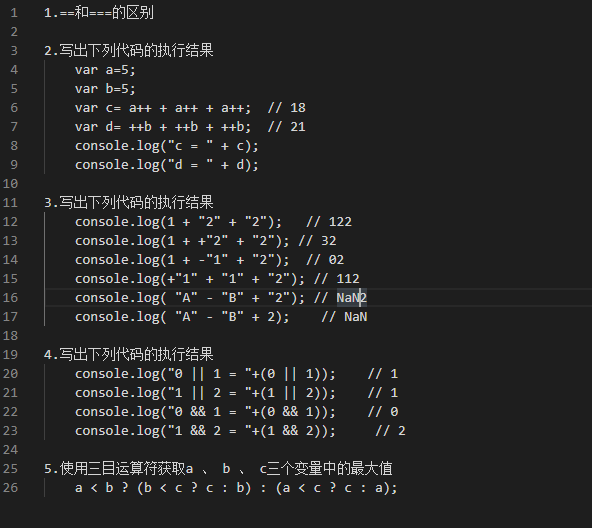 1 1.==和===的区别
2
3 2.写出下列代码的执行结果
4 var a=5;
5 var b=5;
6 var c= a++ + a++ + a++;  // 18
7 var d= ++b + ++b + ++b;  // 21
8 console.log("c = " + c);
9 console.log("d = " + d);
10
11 3.写出下列代码的执行结果
12 console.log(1 + "2" + "2");   // 122
13 console.log(1 + +"2" + "2"); // 32
14 console.log(1 + -"1" + "2");  // 02
15 console.log(+"1" + "1" + "2"); // 112
16 console.log( "A" - "B" + "2"); // NaN2
17 console.log( "A" - "B" + 2);    // NaN
18
19 4.写出下列代码的执行结果
20 console.log("0 || 1 = "+(0 || 1));    // 1
21 console.log("1 || 2 = "+(1 || 2));    // 1
22 console.log("0 && 1 = "+(0 && 1));    // 0
23 console.log("1 && 2 = "+(1 && 2));     // 2
24
25 5.使用三目运算符获取a 、 b 、 c三个变量中的最大值
26 a < b ? (b < c ? c : b) : (a < c ? c : a);